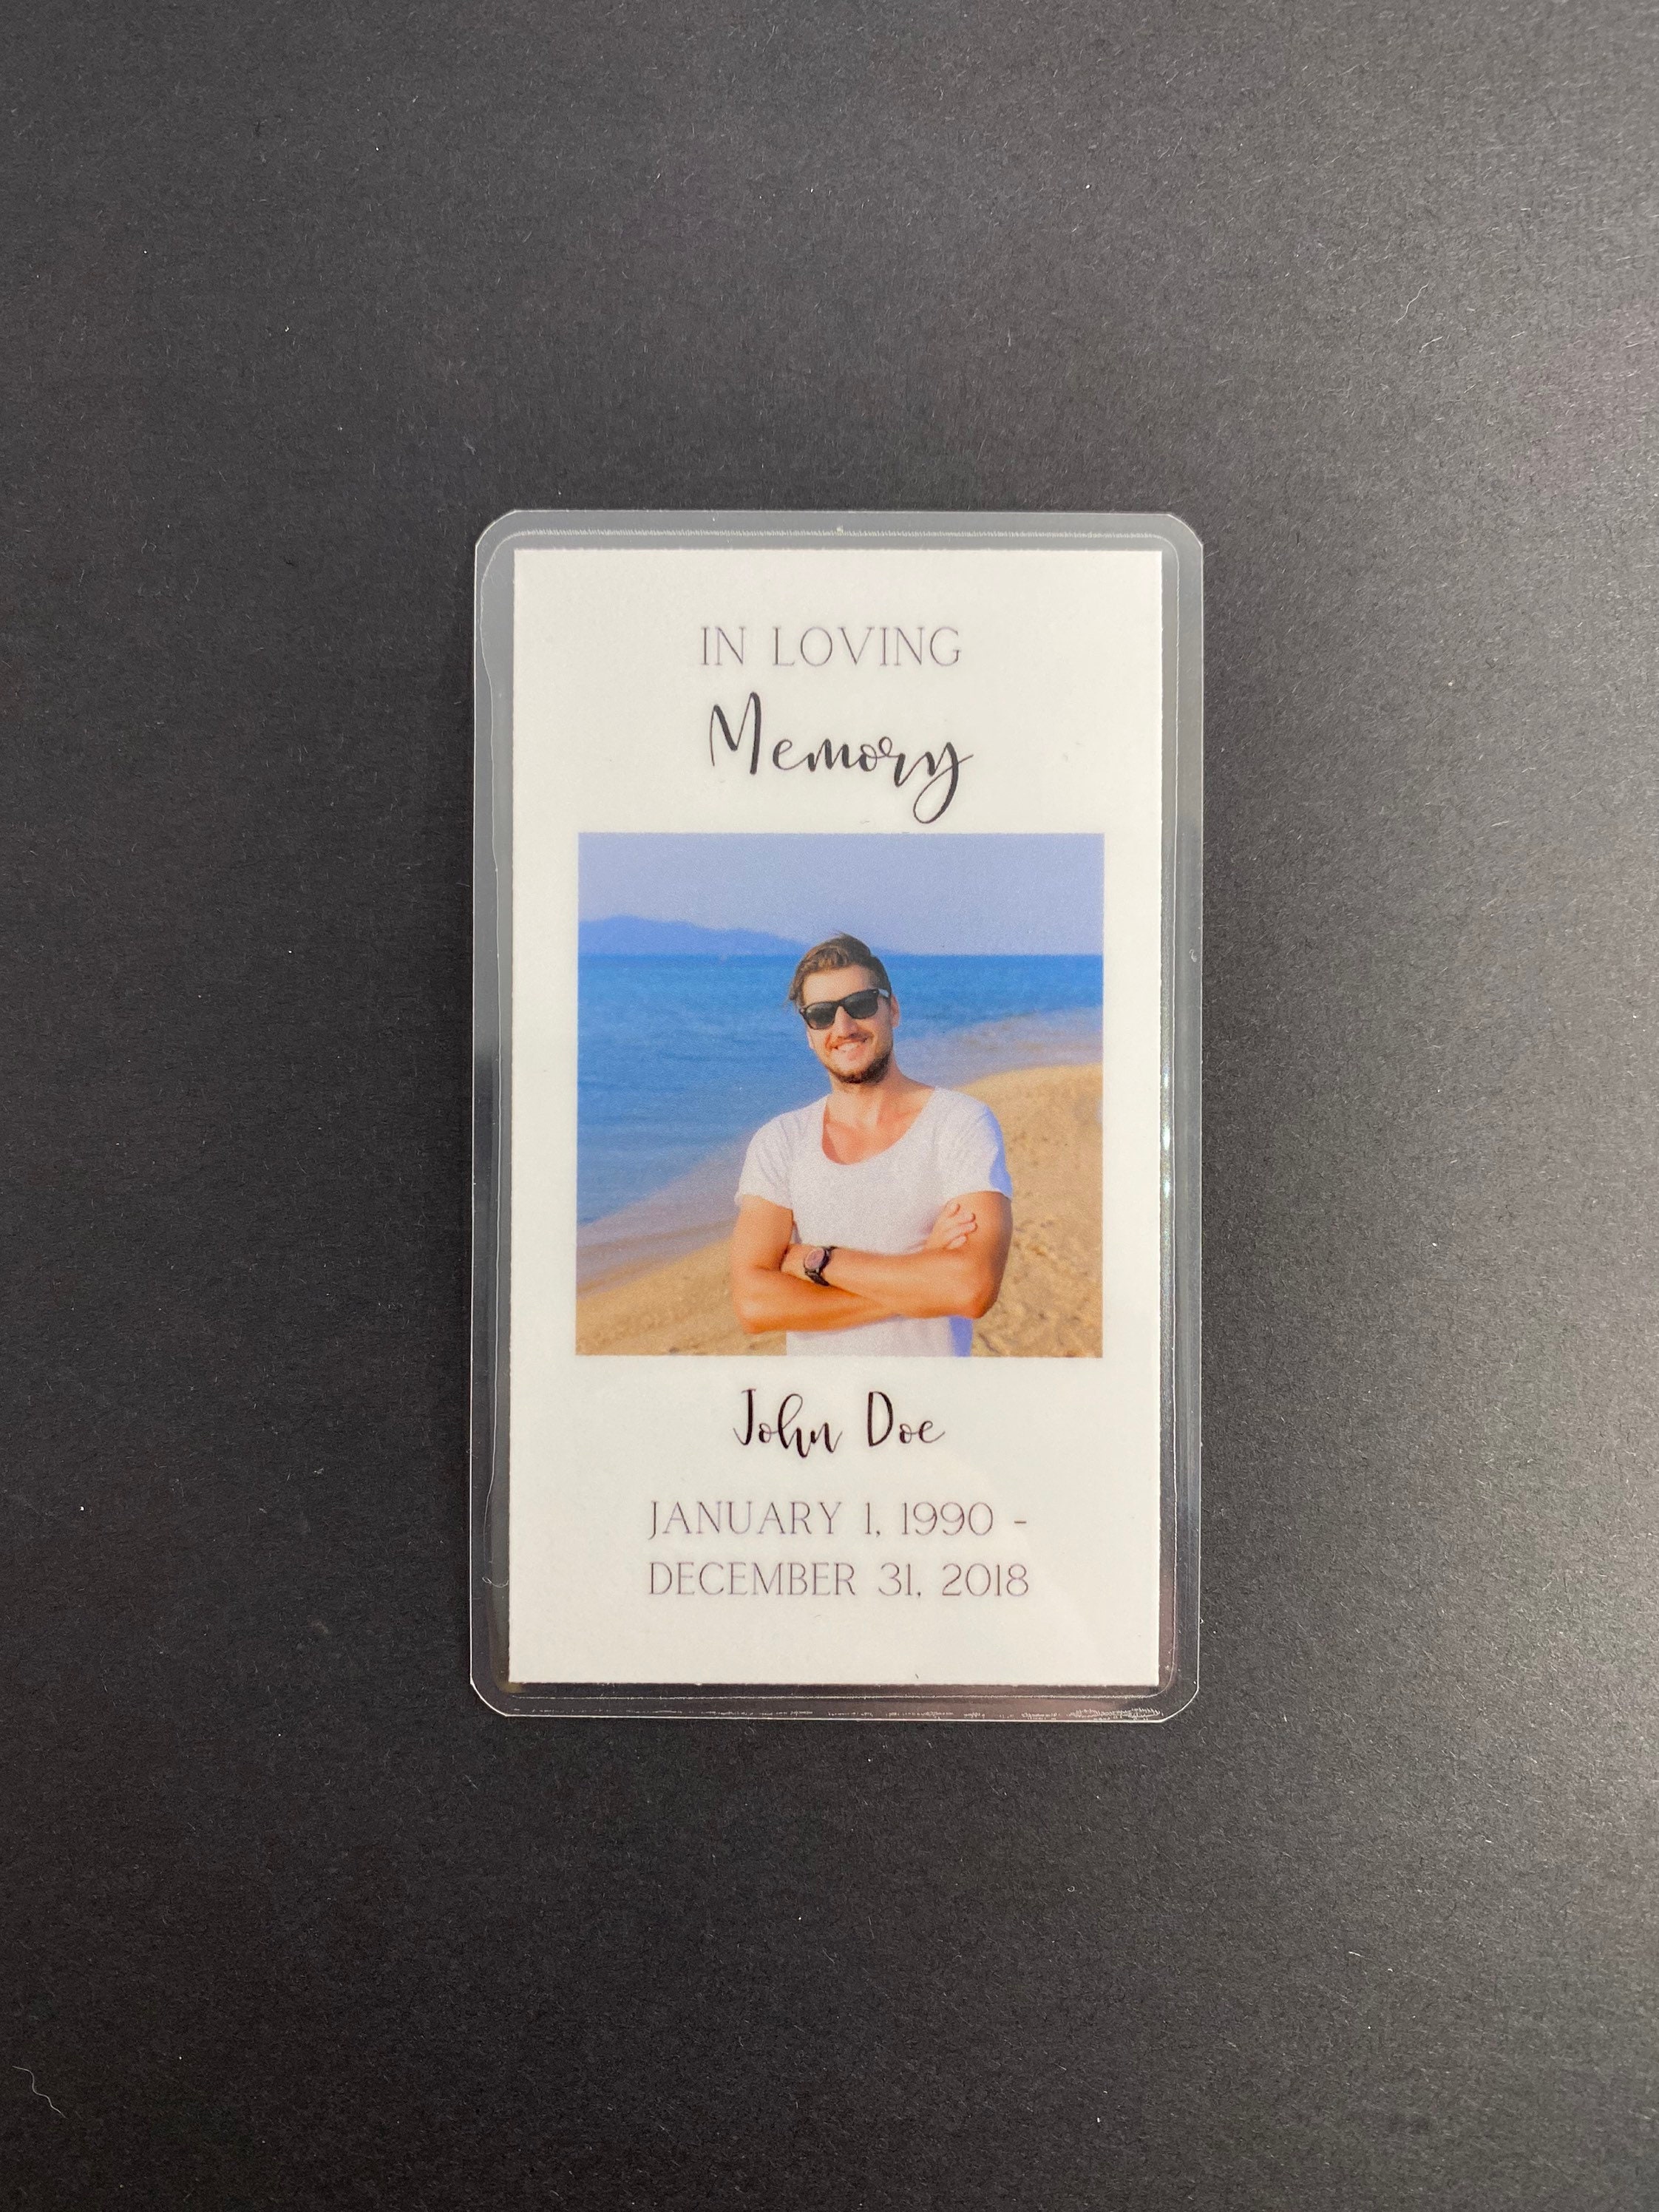 IN LOVING
Memory
John Doe
JANUARY 1, 1990 -
DECEMBER 31, 2018